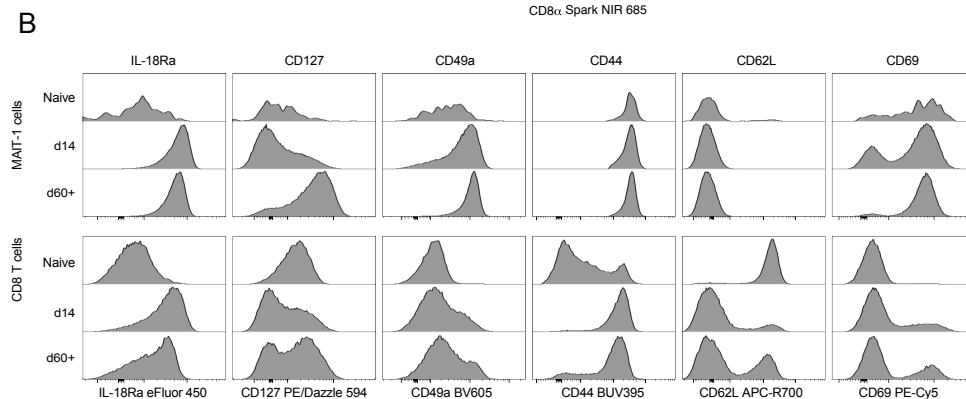 CD8α Spark NIR 685
B
IL-18Ra CD127 CD49a CD44 CD62L CD69
MAIT-1 cells
Naive
d14
d60+
CD8 T cells
Naive
d14
d60+
IL-18Ra eFluor 450 CD127 PE/Dazzle 594 CD49a BV605 CD44 BUV395 CD62L APC-R700 CD69 PE-Cy5